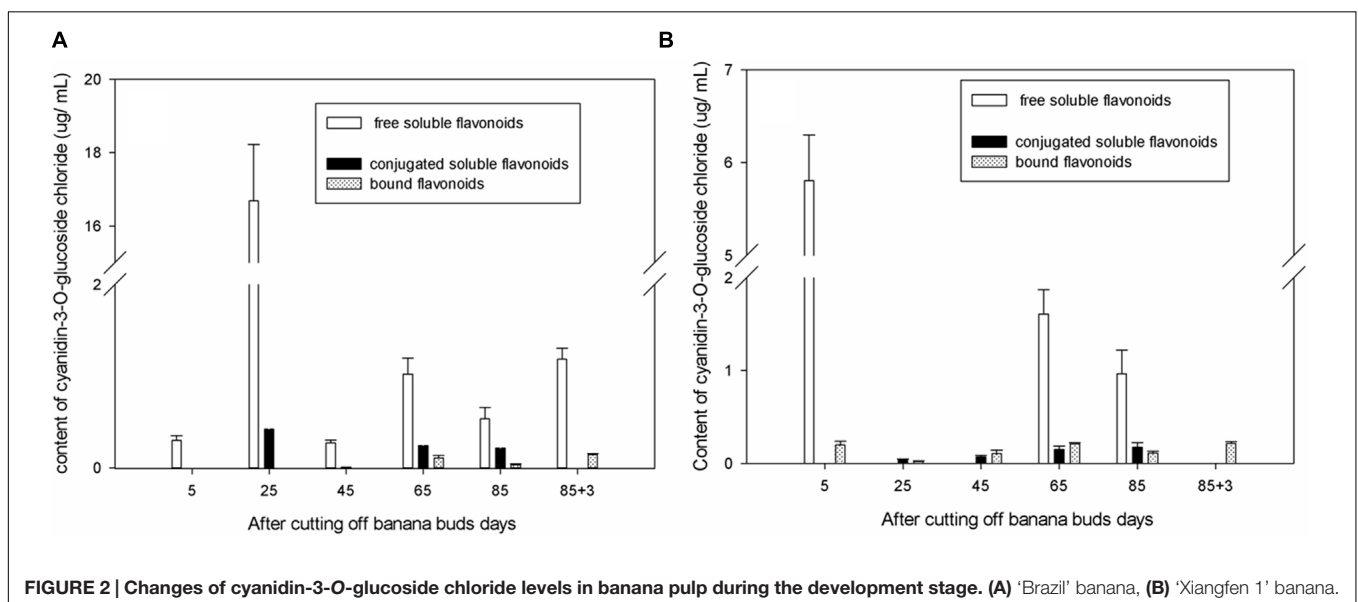 A
content of cyanidin-3-O-glucoside chloride (ug/ mL)
20
18
16
2
0
free soluble flavonoids
conjugated soluble flavonoids
bound flavonoids
5 25 45 65 85 85+3
After cutting off banana buds days
B
Content of cyanidin-3-O-glucoside chloride (ug/ mL)
7
6
5
2
1
0
free soluble flavonoids
conjugated soluble flavonoids
bound flavonoids
5 25 45 65 85 85+3
After cutting off banana buds days
FIGURE 2 | Changes of cyanidin-3-O-glucoside chloride levels in banana pulp during the development stage. (A) ‘Brazil’ banana, (B) ‘Xiangfen 1’ banana.